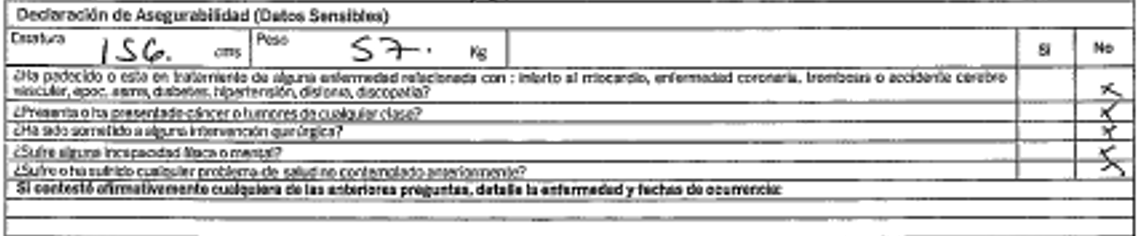 Declaración de Asegurabilidad (Datos Sensibles)
Estatura 156. cms Peso 57. Kg Si No
¿Ha padecido o esta en tratamiento de alguna enfermedad relacionada con : infarto al miocardio, enfermedad coronaria, trombosis o accidente cerebro
vascular, epoc, asma, diabetes, hipertensión, distonia, discopatia? x
¿Presenta o ha presentado cáncer o tumores de cualquier clase? x
¿Ha sido sometido a alguna intervención quirúrgica? x
¿Sufre alguna incapacidad física o mental? x
¿Sufre o ha sufrido cualquier problema de salud no contemplado anteriormente? x
Si contestó afirmativamente cualquiera de las anteriores preguntas, detalle la enfermedad y fechas de ocurrencia: